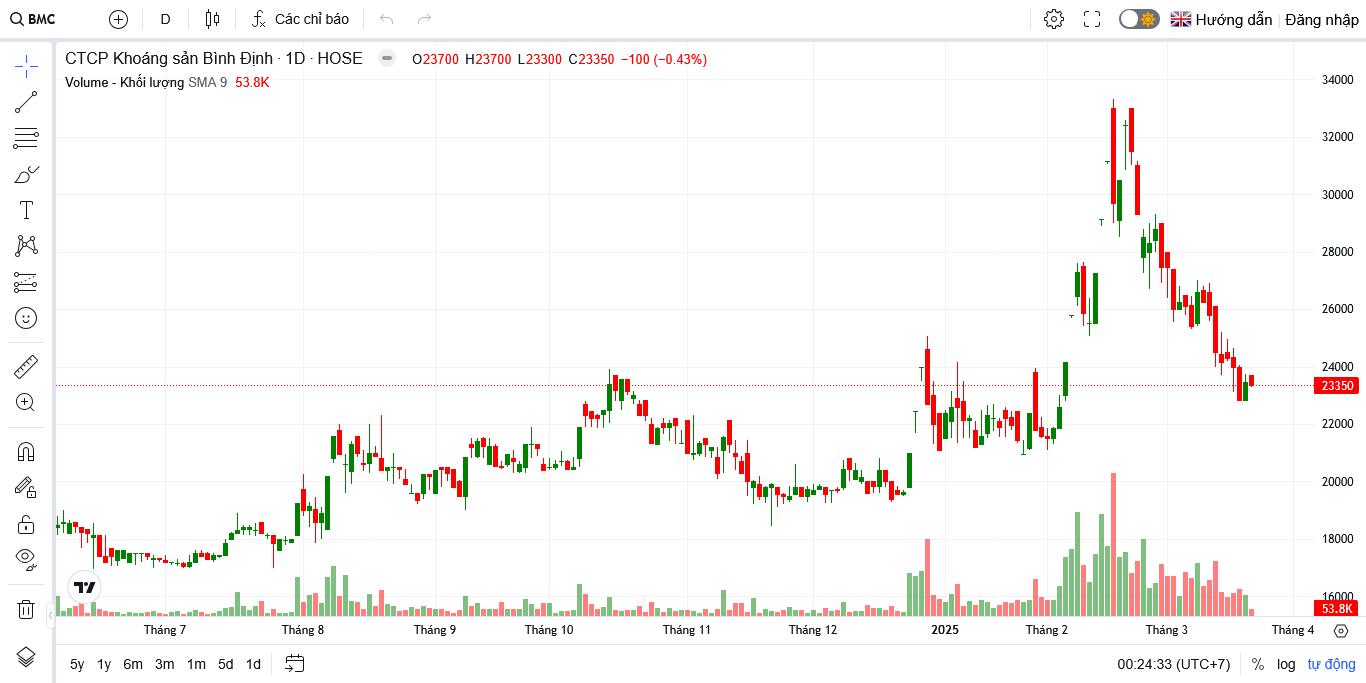 BMC D Các chỉ báo Hướng dẫn Đăng nhập
CTCP Khoáng sản Bình Định · 1D · HOSE O23700 H23700 L23300 C23350 −100 (−0.43%)
Volume - Khối lượng SMA 9 53.8K
34000
32000
30000
28000
26000
24000
23350
22000
20000
18000
16000
53.8K
Tháng 7 Tháng 8 Tháng 9 Tháng 10 Tháng 11 Tháng 12 2025 Tháng 2 Tháng 3 Tháng 4
5y 1y 6m 3m 1m 5d 1d 00:24:33 (UTC+7) % log tự động